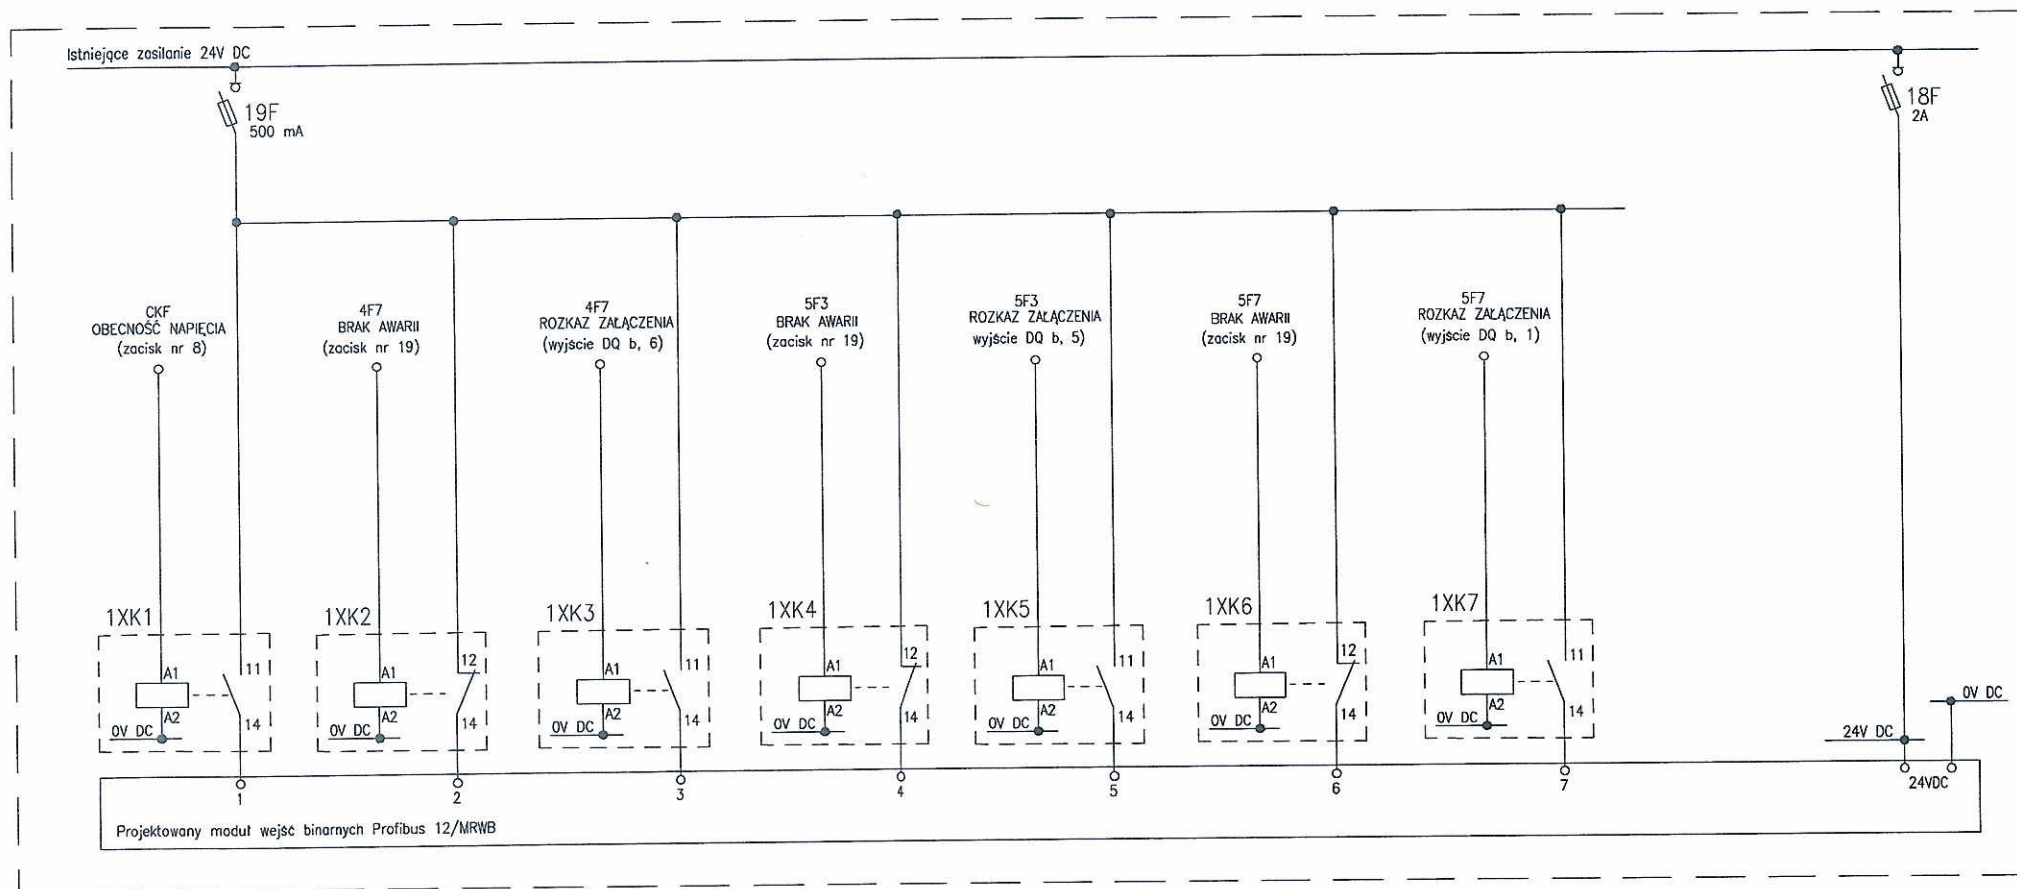 Istniejące zasilanie 24V DC
19F
500 mA
18F
2A
CKF
OBECNOŚĆ NAPIĘCIA
(zacisk nr 8)
4F7
BRAK AWARII
(zacisk nr 19)
4F7
ROZKAZ ZAŁĄCZENIA
(wyjście DQ b, 6)
5F3
BRAK AWARII
(zacisk nr 19)
5F3
ROZKAZ ZAŁĄCZENIA
wyjście DQ b, 5)
5F7
BRAK AWARII
(zacisk nr 19)
5F7
ROZKAZ ZAŁĄCZENIA
(wyjście DQ b, 1)
1XK1
A1
11
A2
14
0V DC
1XK2
A1
12
A2
14
0V DC
1XK3
A1
11
A2
14
0V DC
1XK4
A1
12
A2
14
0V DC
1XK5
A1
11
A2
14
0V DC
1XK6
A1
12
A2
14
0V DC
1XK7
A1
11
A2
14
0V DC
0V DC
24V DC
1
2
3
4
5
6
7
24VDC
Projektowany moduł wejść binarnych Profibus 12/MRWB